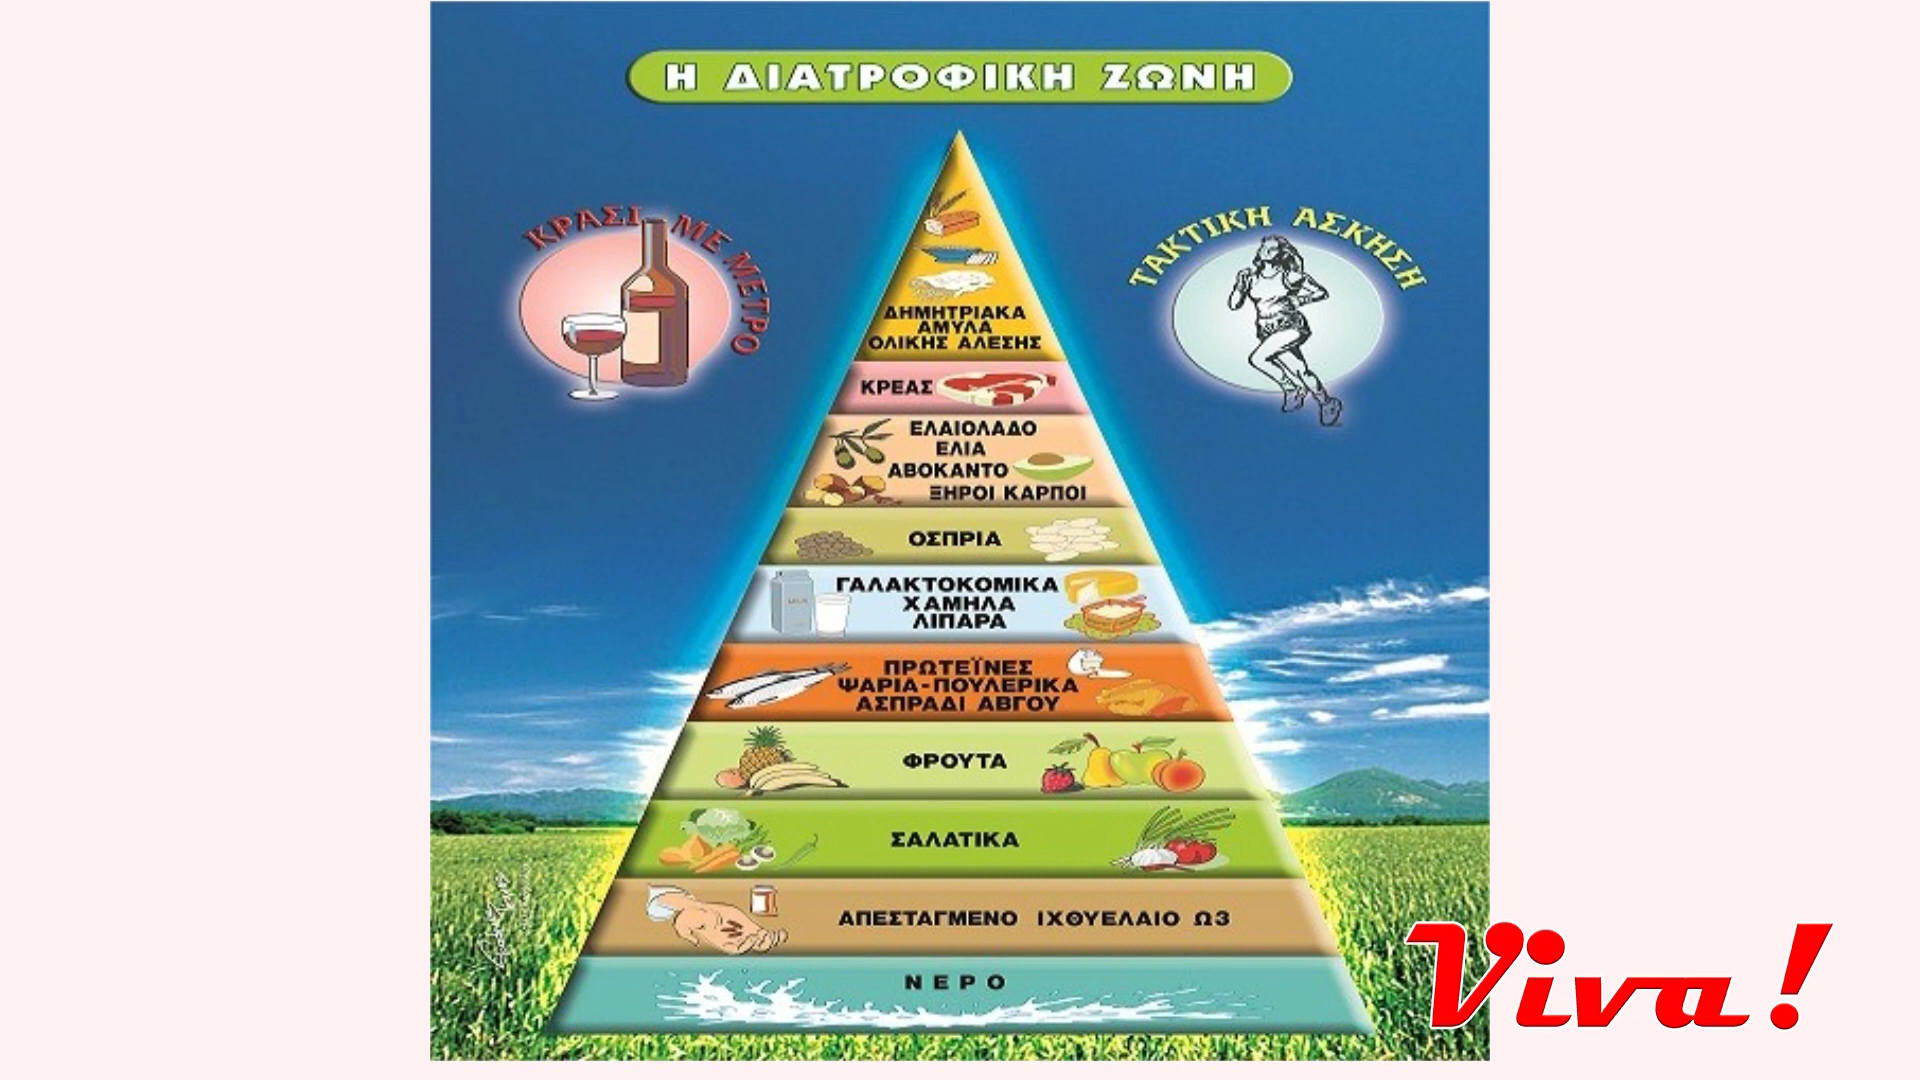 Η ΔΙΑΤΡΟΦΙΚΗ ΖΩΝΗ
ΚΡΑΣΙ ΜΕ ΜΕΤΡΟ
ΤΑΚΤΙΚΗ ΑΣΚΗΣΗ
ΔΗΜΗΤΡΙΑΚΑ
ΑΜΥΛΑ
ΟΛΙΚΗΣ ΑΛΕΣΗΣ
ΚΡΕΑΣ
ΕΛΑΙΟΛΑΔΟ
ΕΛΙΑ
ΑΒΟΚΑΝΤΟ
ΞΗΡΟΙ ΚΑΡΠΟΙ
ΟΣΠΡΙΑ
ΓΑΛΑΚΤΟΚΟΜΙΚΑ
ΧΑΜΗΛΑ
ΛΙΠΑΡΑ
ΠΡΩΤΕΪΝΕΣ
ΨΑΡΙΑ-ΠΟΥΛΕΡΙΚΑ
ΑΣΠΡΑΔΙ ΑΒΓΟΥ
ΦΡΟΥΤΑ
ΣΑΛΑΤΙΚΑ
ΑΠΕΣΤΑΓΜΕΝΟ ΙΧΘΥΕΛΑΙΟ Ω3
ΝΕΡΟ
Viva!